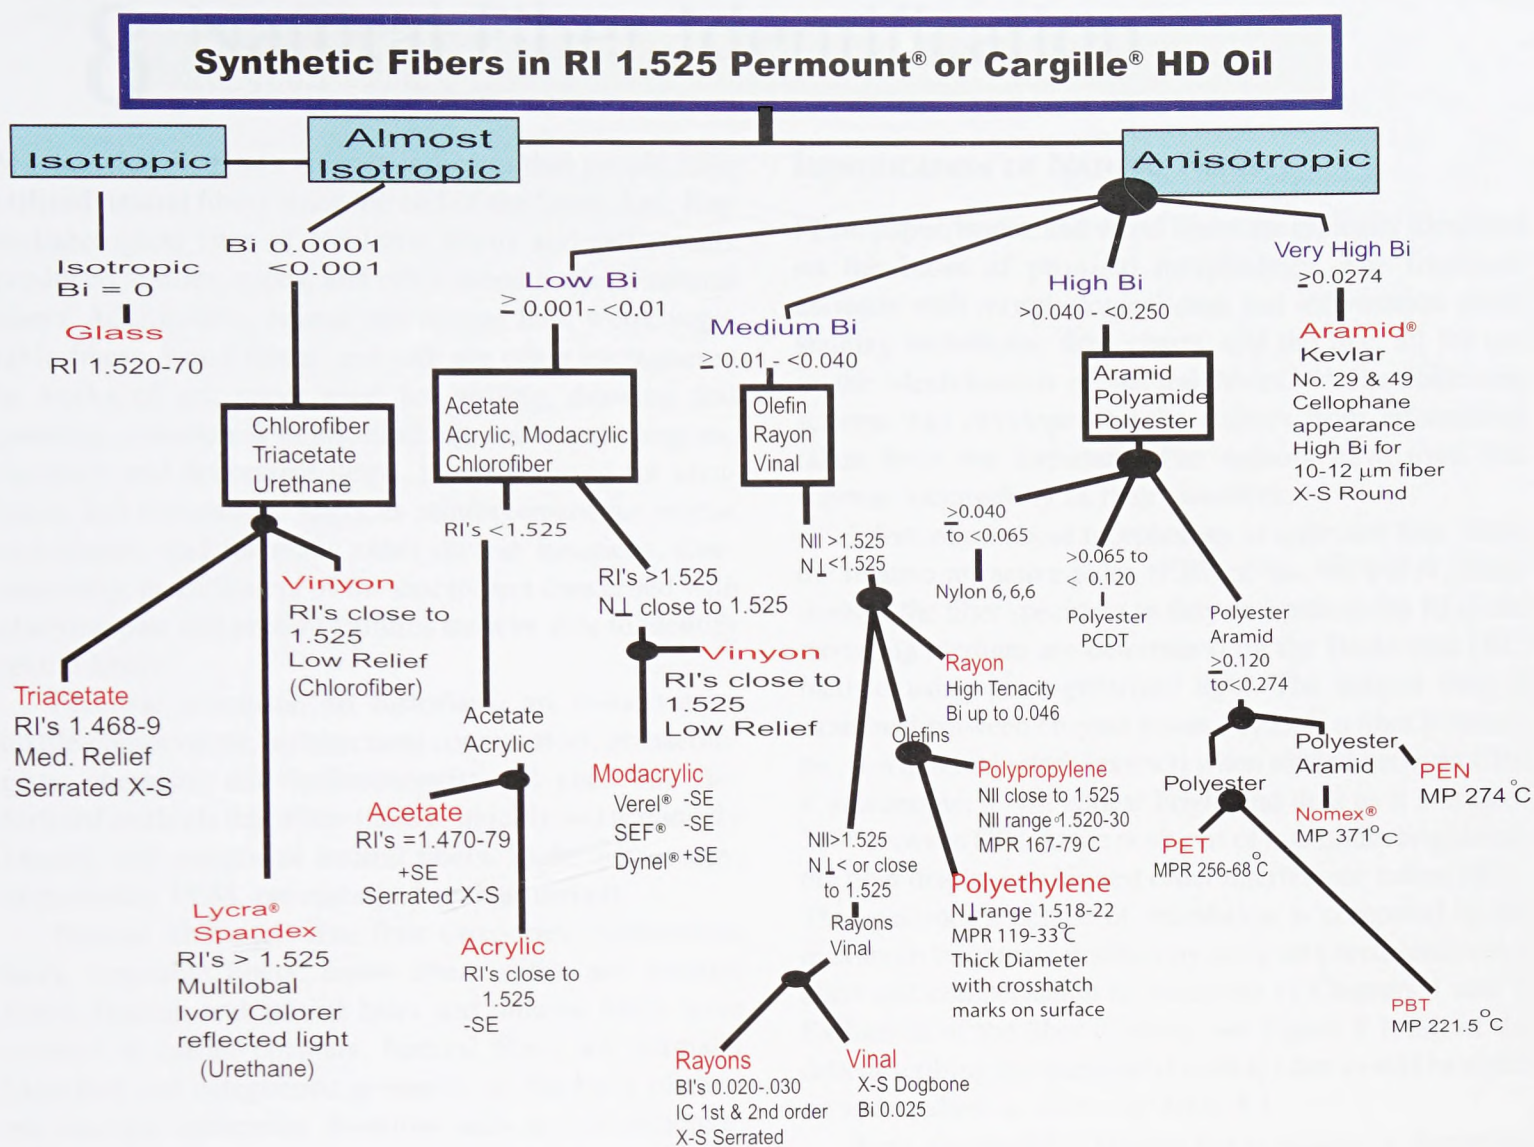 Synthetic Fibers in RI 1.525 Permount® or Cargille® HD Oil
Isotropic
Almost
Isotropic
Anisotropic
Isotropic
Bi = 0
Glass
RI 1.520-70
Bi 0.0001
<0.001
Chlorofiber
Triacetate
Urethane
Triacetate
RI's 1.468-9
Med. Relief
Serrated X-S
Vinyon
RI's close to
1.525
Low Relief
(Chlorofiber)
Lycra®
Spandex
RI's > 1.525
Multilobal
Ivory Colorer
reflected light
(Urethane)
Low Bi
≥ 0.001- <0.01
Acetate
Acrylic, Modacrylic
Chlorofiber
RI's <1.525
Acetate
Acrylic
Acetate
RI's =1.470-79
+SE
Serrated X-S
Acrylic
RI's close to
1.525
-SE
RI's >1.525
N⊥ close to 1.525
Vinyon
RI's close to
1.525
Low Relief
Modacrylic
Verel® -SE
SEF® -SE
Dynel® +SE
Medium Bi
≥ 0.01 - <0.040
Olefin
Rayon
Vinal
NII >1.525
N⊥ <1.525
Rayon
High Tenacity
Bi up to 0.046
Olefins
Polypropylene
NII close to 1.525
NII range 1.520-30
MPR 167-79 °C
Polyethylene
N⊥ range 1.518-22
MPR 119-33°C
Thick Diameter
with crosshatch
marks on surface
NII>1.525
N⊥< or close
to 1.525
Rayons
Vinal
Rayons
BI's 0.020-.030
IC 1st & 2nd order
X-S Serrated
Vinal
X-S Dogbone
Bi 0.025
High Bi
>0.040 - <0.250
Aramid
Polyamide
Polyester
≥0.040
to <0.065
Nylon 6,6,6
>0.065 to
< 0.120
Polyester
PCDT
Polyester
Aramid
≥0.120
to<0.274
Polyester
PET
MPR 256-68°C
PBT
MP 221.5°C
Polyester
Aramid
Nomex®
MP 371°C
PEN
MP 274°C
Very High Bi
≥0.0274
Aramid®
Kevlar
No. 29 & 49
Cellophane
appearance
High Bi for
10-12 μm fiber
X-S Round